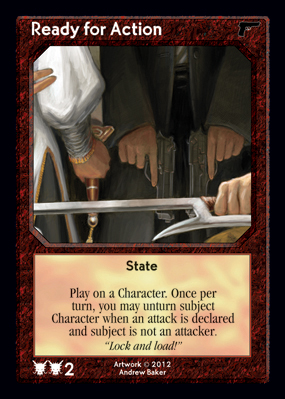 Ready for Action
State
Play on a Character. Once per
turn, you may unturn subject
Character when an attack is declared
and subject is not an attacker.
“Lock and load!”
2
Artwork © 2012
Andrew Baker